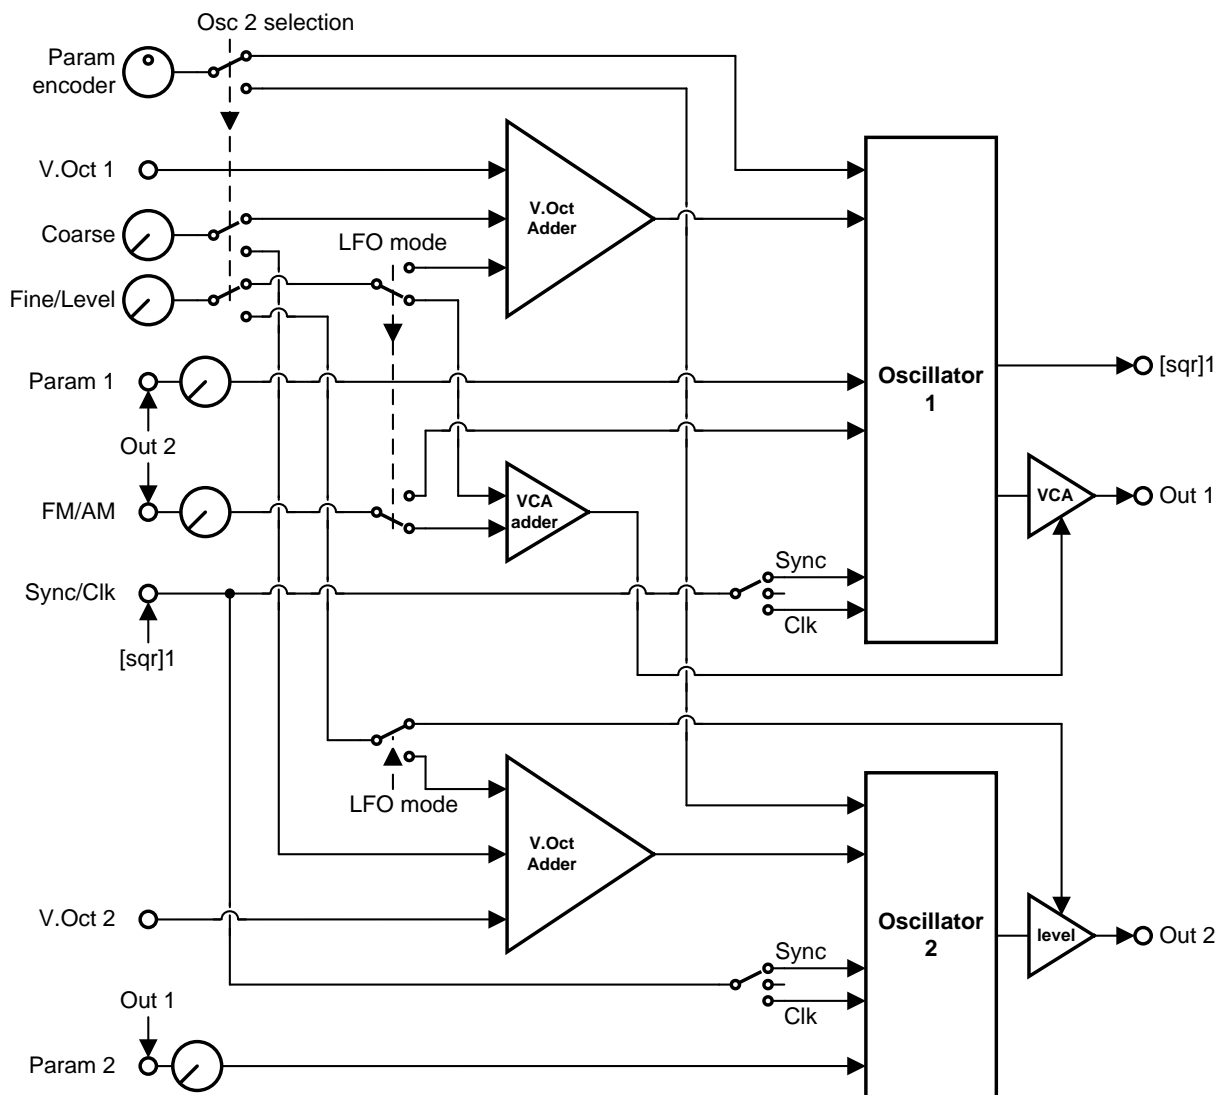 Osc 2 selection
Param
encoder
V.Oct 1
V.Oct
Adder
Coarse
LFO mode
Fine/Level
Param 1
Oscillator
1
[sqr]1
Out 2
FM/AM
VCA
adder
VCA
Out 1
Sync/Clk
Sync
Clk
[sqr]1
LFO mode
V.Oct
Adder
V.Oct 2
Oscillator
2
level
Out 2
Sync
Clk
Out 1
Param 2